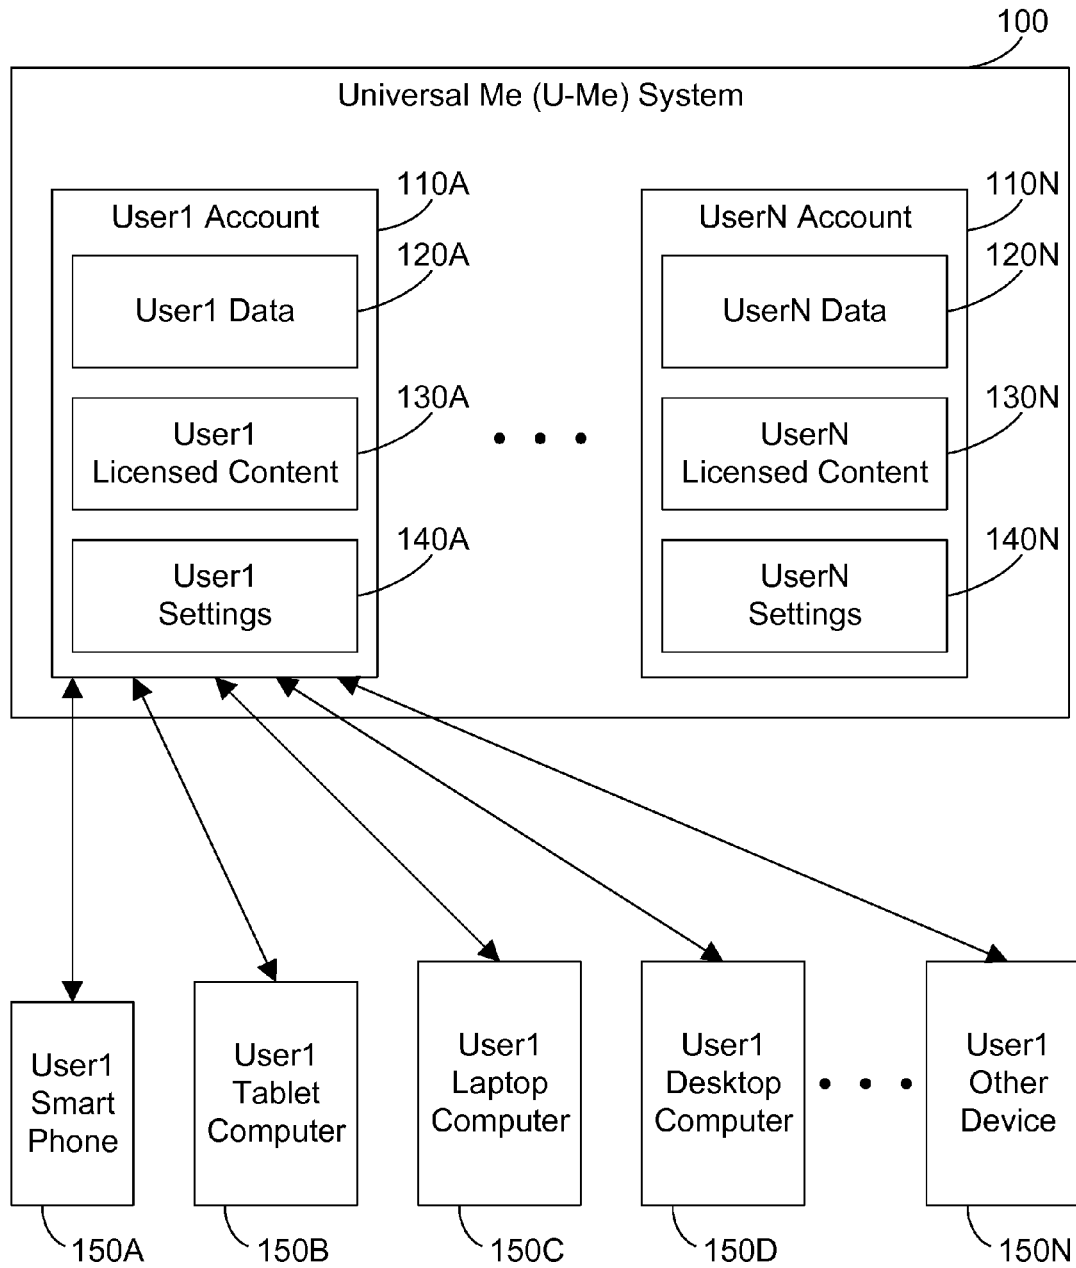 100
Universal Me (U-Me) System
110A
User1 Account
120A
User1 Data
130A
User1
Licensed Content
140A
User1
Settings
110N
UserN Account
120N
UserN Data
130N
UserN
Licensed Content
140N
UserN
Settings
User1
Smart
Phone
150A
User1
Tablet
Computer
150B
User1
Laptop
Computer
150C
User1
Desktop
Computer
150D
User1
Other
Device
150N